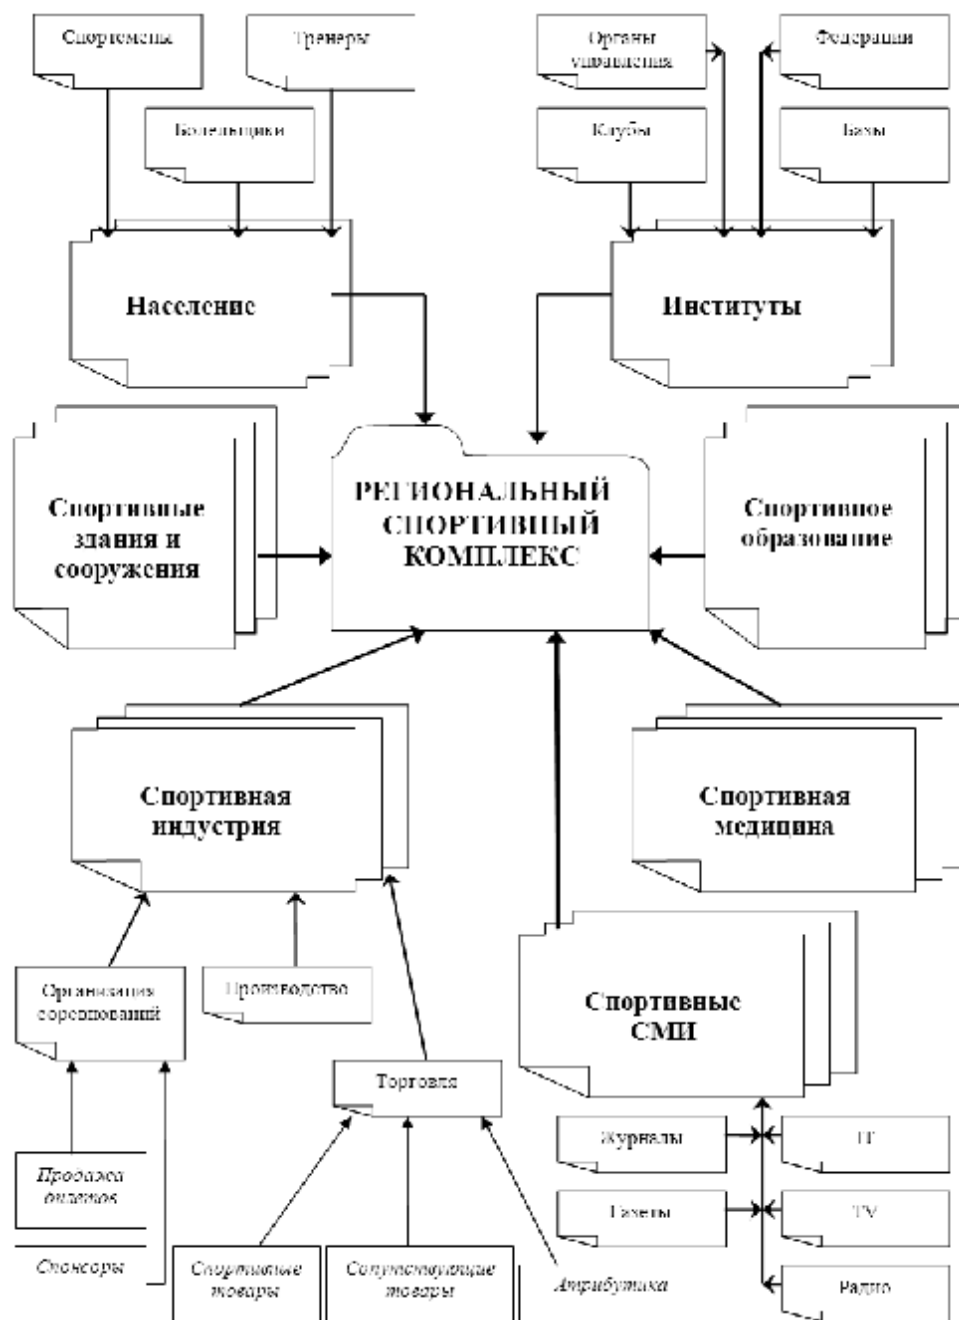 Спортсмены
Тренеры
Болельщики
Органы
управления
Федерации
Клубы
Базы
Население
Институты
Спортивные
здания и
сооружения
РЕГИОНАЛЬНЫЙ
СПОРТИВНЫЙ
КОМПЛЕКС
Спортивное
образование
Спортивная
индустрия
Спортивная
медицина
Организация
соревнований
Производство
Спортивные
СМИ
Торговля
Журналы
IT
Газеты
TV
Радио
Продажа
билетов
Спонсоры
Спортивные
товары
Сопутствующие
товары
Атрибутика